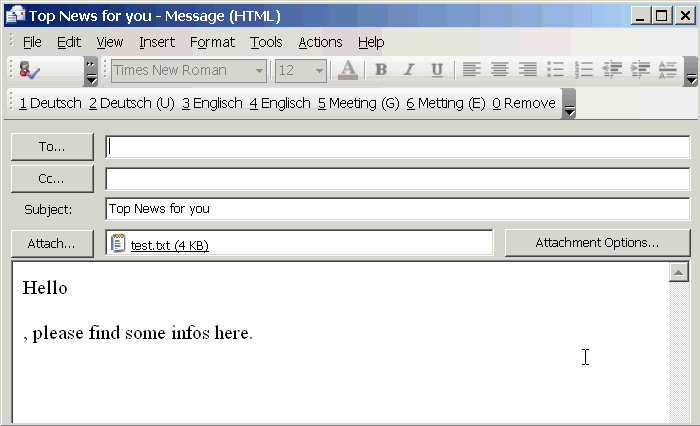 Top News for you - Message (HTML)
File Edit View Insert Format Tools Actions Help
Times New Roman 12 A B I U
1 Deutsch 2 Deutsch (U) 3 Englisch 4 Englisch 5 Meeting (G) 6 Metting (E) 0 Remove
To...
Cc...
Subject: Top News for you
Attach... test.txt (4 KB) Attachment Options...
Hello
, please find some infos here.